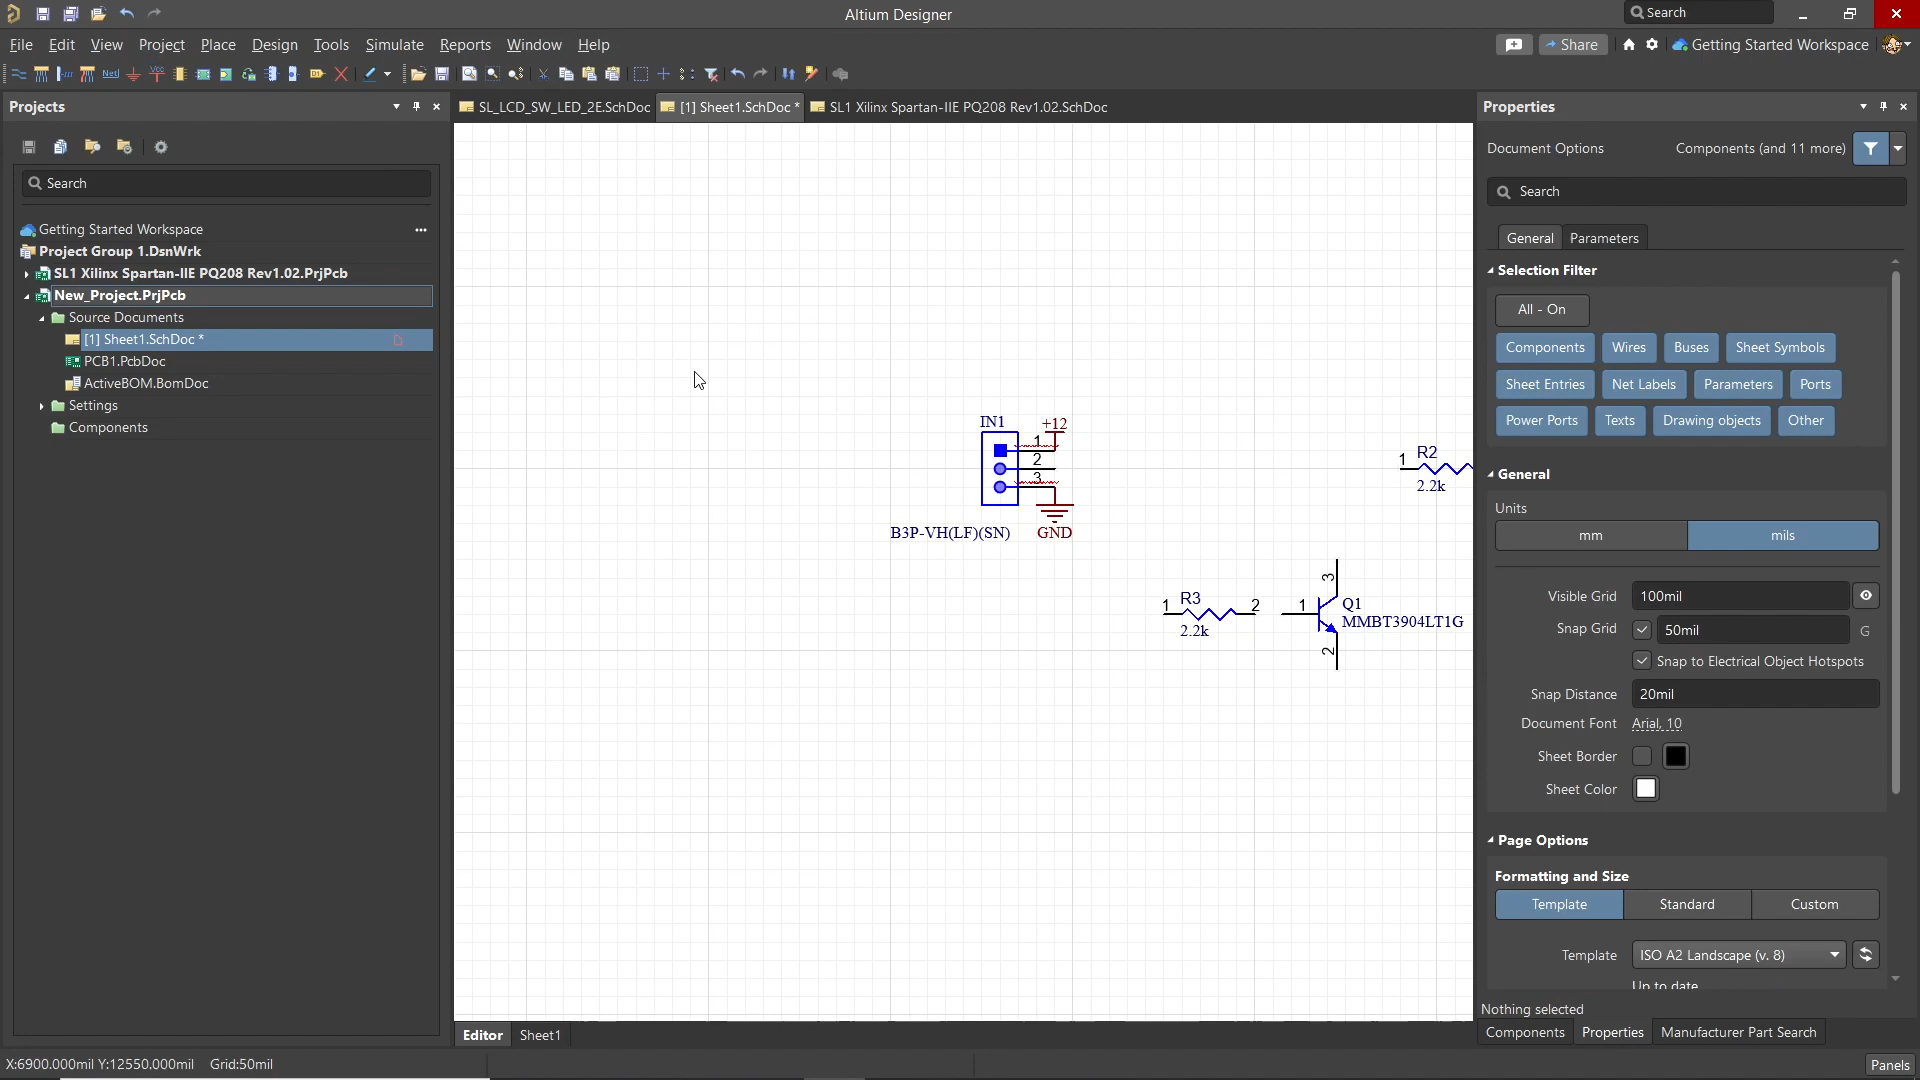 Altium Designer
Search
File Edit View Project Place Design Tools Simulate Reports Window Help
Share
Getting Started Workspace
Net
Vcc
Projects
Search
Getting Started Workspace
Project Group 1.DsnWrk
SL1 Xilinx Spartan-IIE PQ208 Rev1.02.PrjPcb
New_Project.PrjPcb
Source Documents
[1] Sheet1.SchDoc *
PCB1.PcbDoc
ActiveBOM.BomDoc
Settings
Components
SL_LCD_SW_LED_2E.SchDoc
[1] Sheet1.SchDoc *
SL1 Xilinx Spartan-IIE PQ208 Rev1.02.SchDoc
IN1
+12
1
2
3
B3P-VH(LF)(SN)
GND
1 R2
2.2k
1 R3 2
2.2k
3
1 Q1
MMBT3904LT1G
2
Editor Sheet1
Properties
Document Options Components (and 11 more)
Search
General Parameters
Selection Filter
All - On
Components Wires Buses Sheet Symbols
Sheet Entries Net Labels Parameters Ports
Power Ports Texts Drawing objects Other
General
Units
mm mils
Visible Grid 100mil
Snap Grid 50mil G
Snap to Electrical Object Hotspots
Snap Distance 20mil
Document Font Arial, 10
Sheet Border
Sheet Color
Page Options
Formatting and Size
Template Standard Custom
Template ISO A2 Landscape (v. 8)
Up to date
Nothing selected
Components Properties Manufacturer Part Search
X:6900.000mil Y:12550.000mil Grid:50mil
Panels